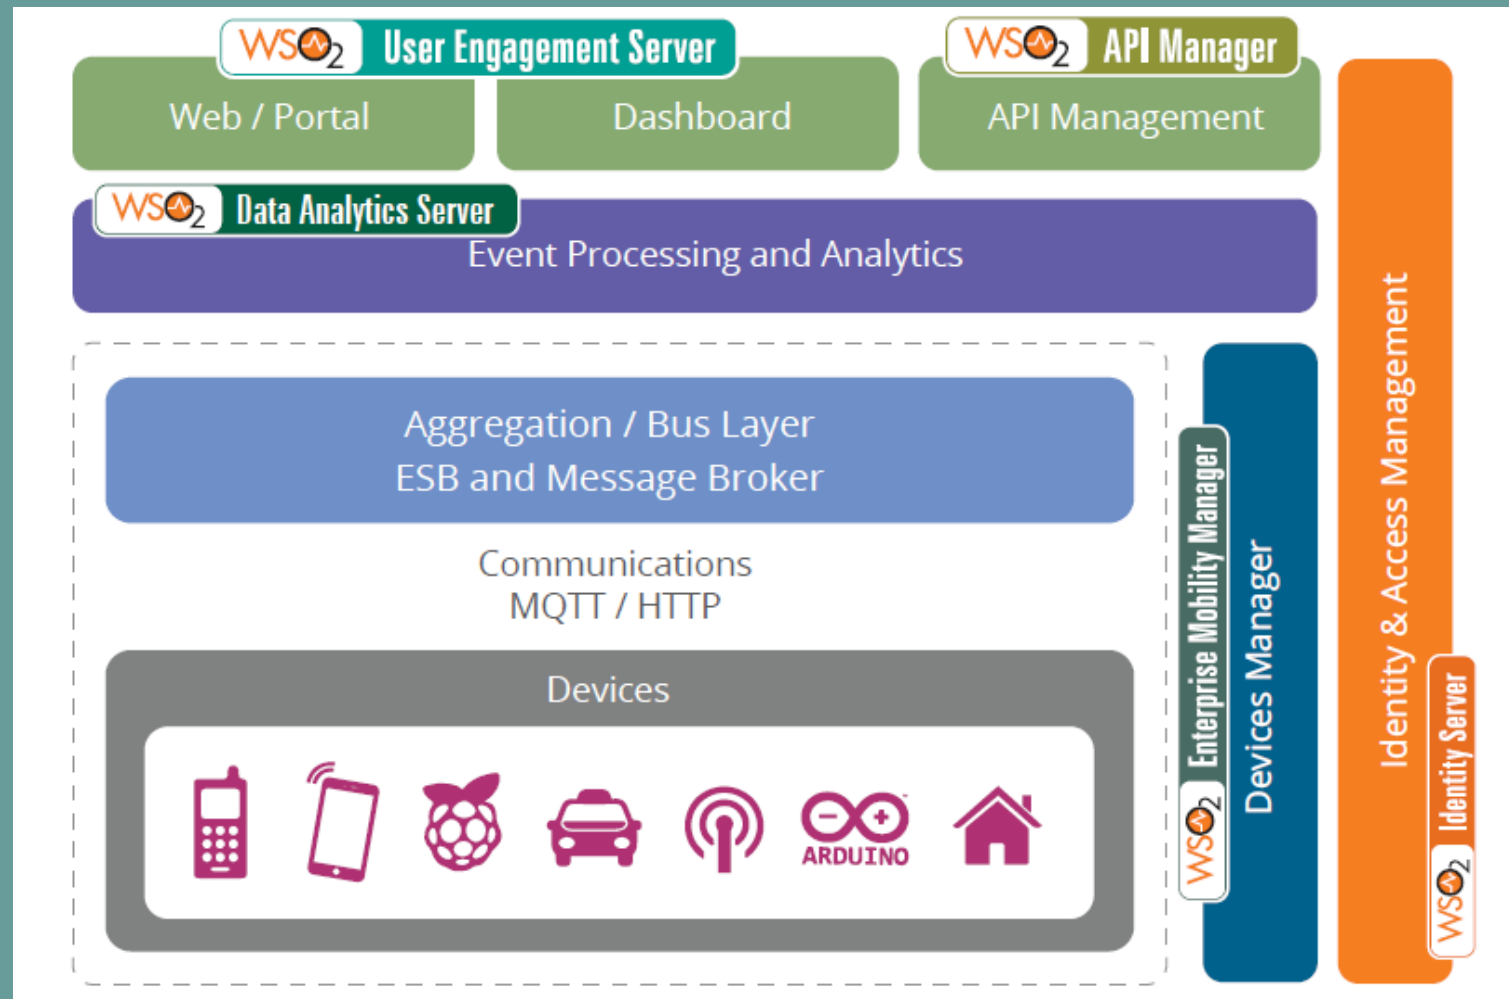 WSO2 User Engagement Server
WSO2 API Manager
Web / Portal
Dashboard
API Management
WSO2 Data Analytics Server
Event Processing and Analytics
Aggregation / Bus Layer
ESB and Message Broker
Communications
MQTT / HTTP
Devices
ARDUINO
WSO2 Enterprise Mobility Manager
Devices Manager
Identity & Access Management
WSO2 Identity Server